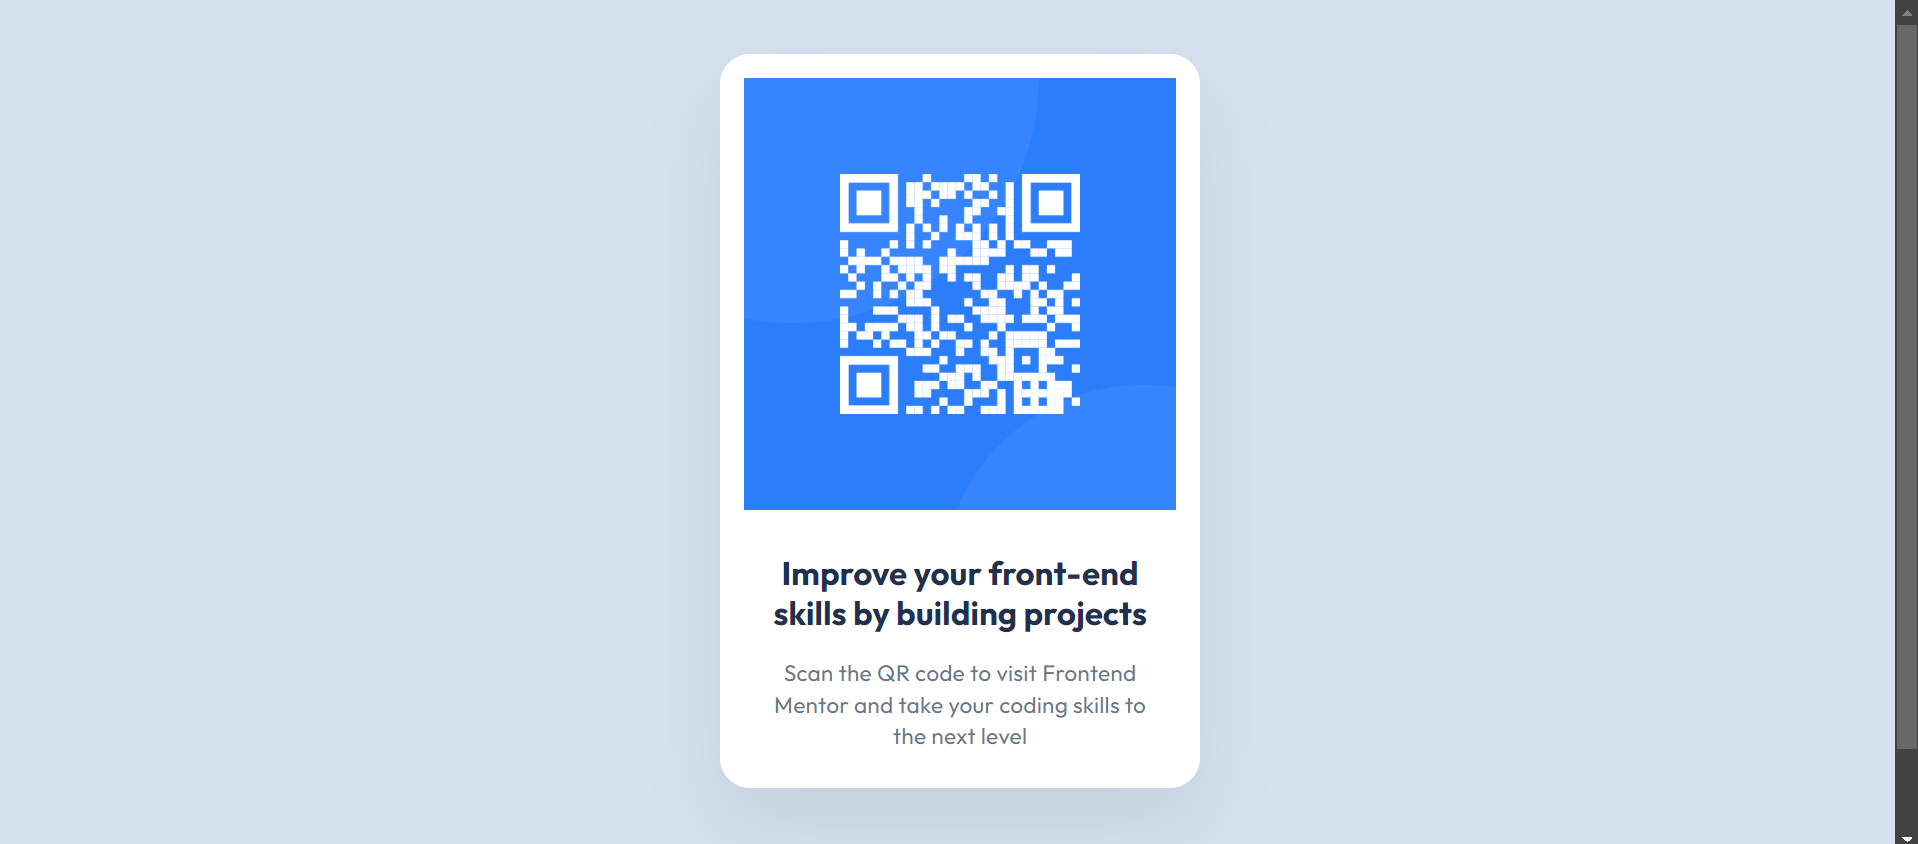 Improve your front-end
skills by building projects
Scan the QR code to visit Frontend
Mentor and take your coding skills to
the next level